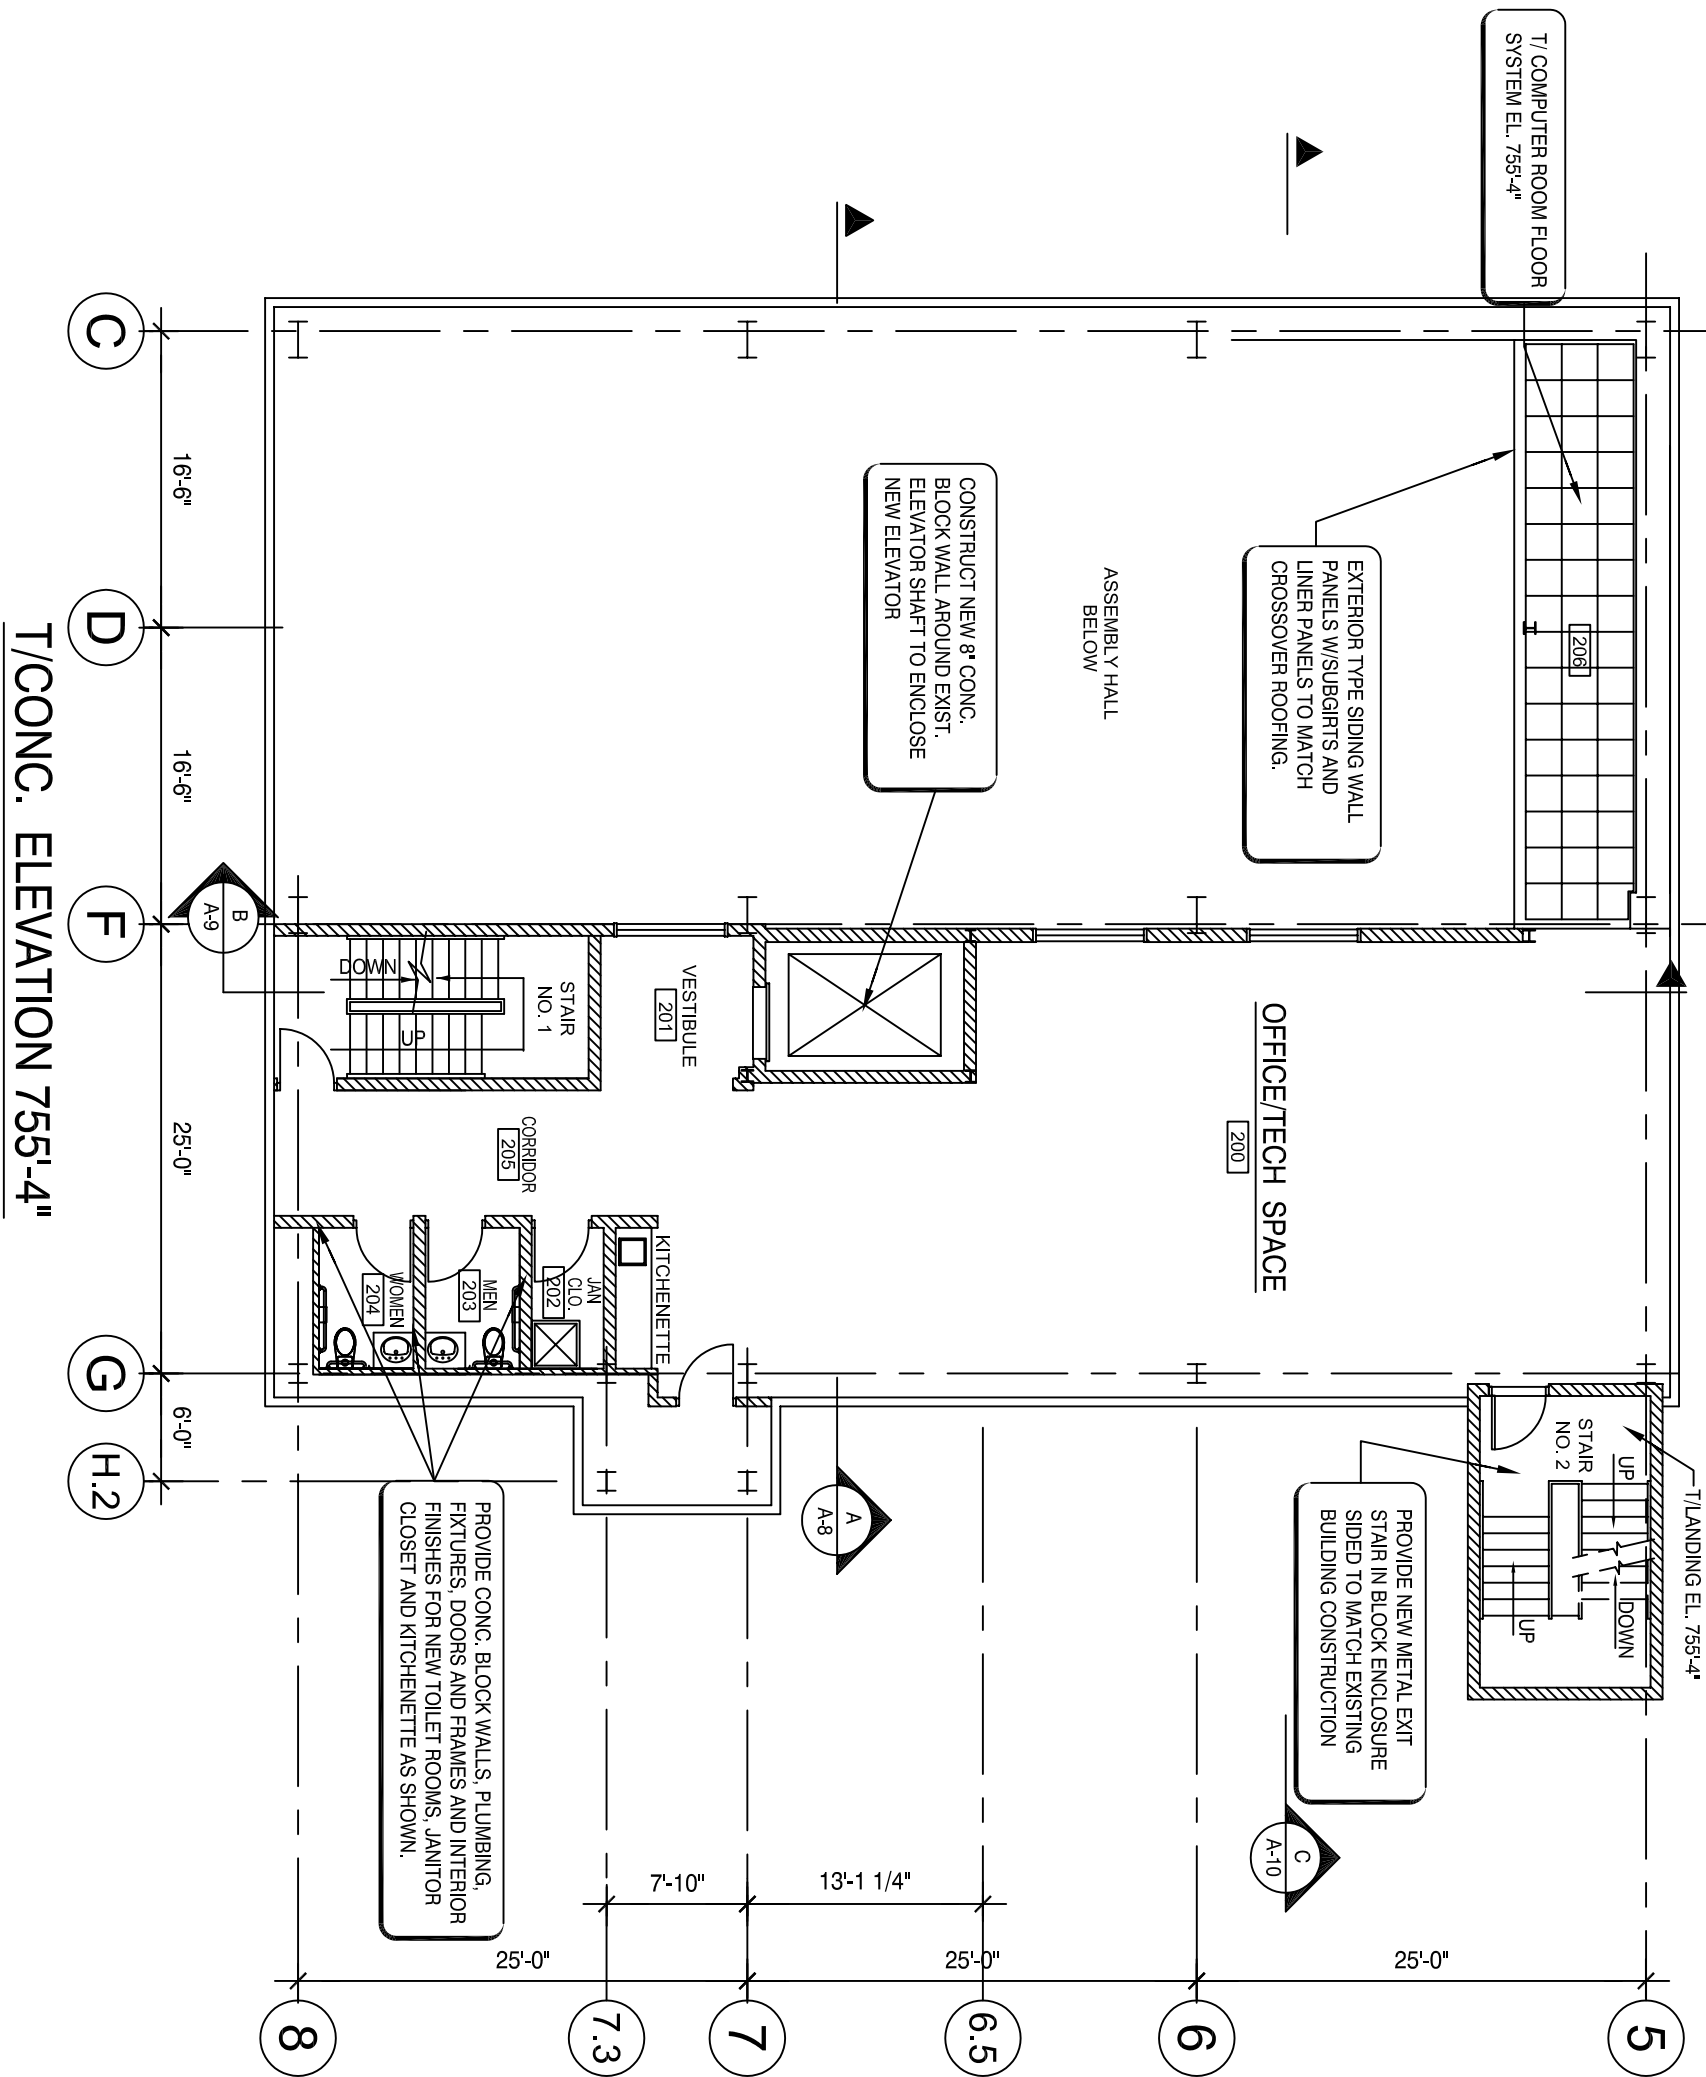 T/ COMPUTER ROOM FLOOR
SYSTEM EL. 755'-4"
206
EXTERIOR TYPE SIDING WALL
PANELS W/SUBGIRTS AND
LINER PANELS TO MATCH
CROSSOVER ROOFING.
ASSEMBLY HALL
BELOW
CONSTRUCT NEW 8" CONC.
BLOCK WALL AROUND EXIST.
ELEVATOR SHAFT TO ENCLOSE
NEW ELEVATOR
OFFICE/TECH SPACE
200
VESTIBULE
201
STAIR
NO. 1
DOWN
UP
CORRIDOR
205
KITCHENETTE
JAN
CLO.
202
MEN
203
WOMEN
204
T/LANDING EL. 755'-4"
STAIR
NO. 2
UP
DOWN
UP
PROVIDE NEW METAL EXIT
STAIR IN BLOCK ENCLOSURE
SIDED TO MATCH EXISTING
BUILDING CONSTRUCTION
PROVIDE CONC. BLOCK WALLS, PLUMBING,
FIXTURES, DOORS AND FRAMES AND INTERIOR
FINISHES FOR NEW TOILET ROOMS, JANITOR
CLOSET AND KITCHENETTE AS SHOWN.
B
A-9
A
A-8
C
A-10
C
16'-6"
D
16'-6"
F
25'-0"
G
6'-0"
H.2
5
25'-0"
6
25'-0"
6.5
13'-1 1/4"
7
7'-10"
7.3
25'-0"
8
T/CONC. ELEVATION 755'-4"